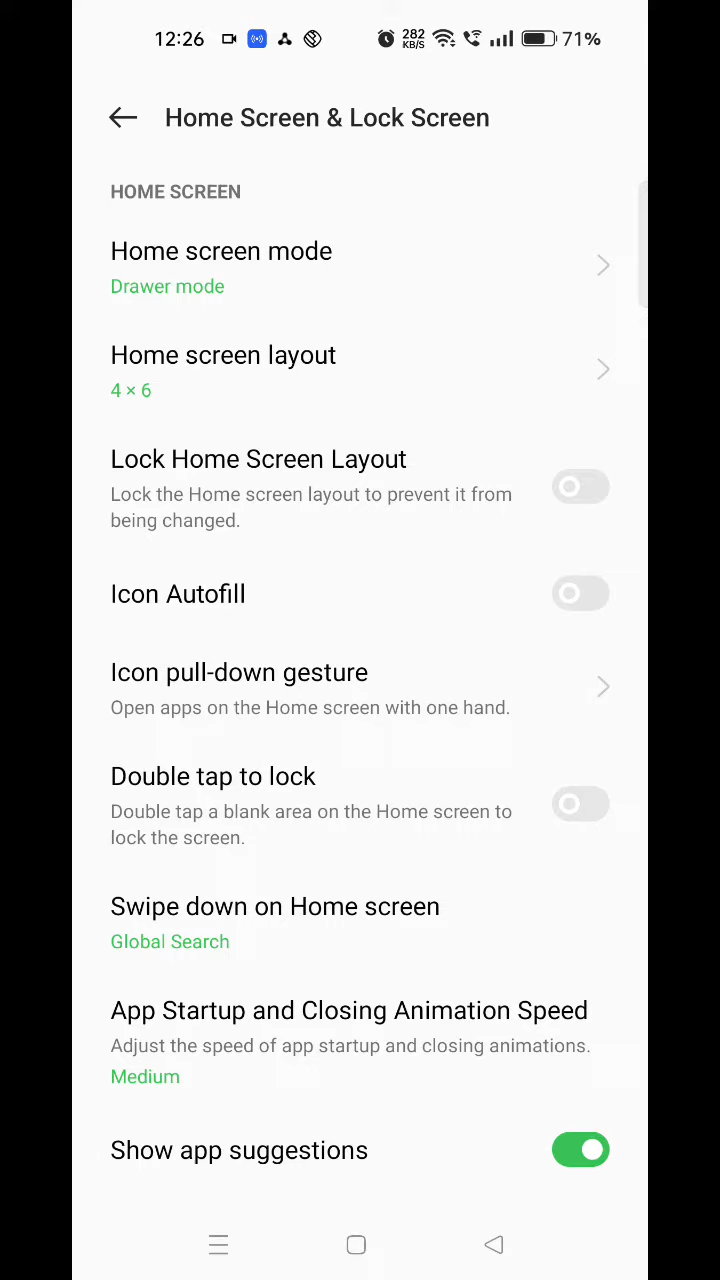 12:26
282
KB/S
71%
Home Screen & Lock Screen
HOME SCREEN
Home screen mode
Drawer mode
Home screen layout
4 × 6
Lock Home Screen Layout
Lock the Home screen layout to prevent it from
being changed.
Icon Autofill
Icon pull-down gesture
Open apps on the Home screen with one hand.
Double tap to lock
Double tap a blank area on the Home screen to
lock the screen.
Swipe down on Home screen
Global Search
App Startup and Closing Animation Speed
Adjust the speed of app startup and closing animations.
Medium
Show app suggestions